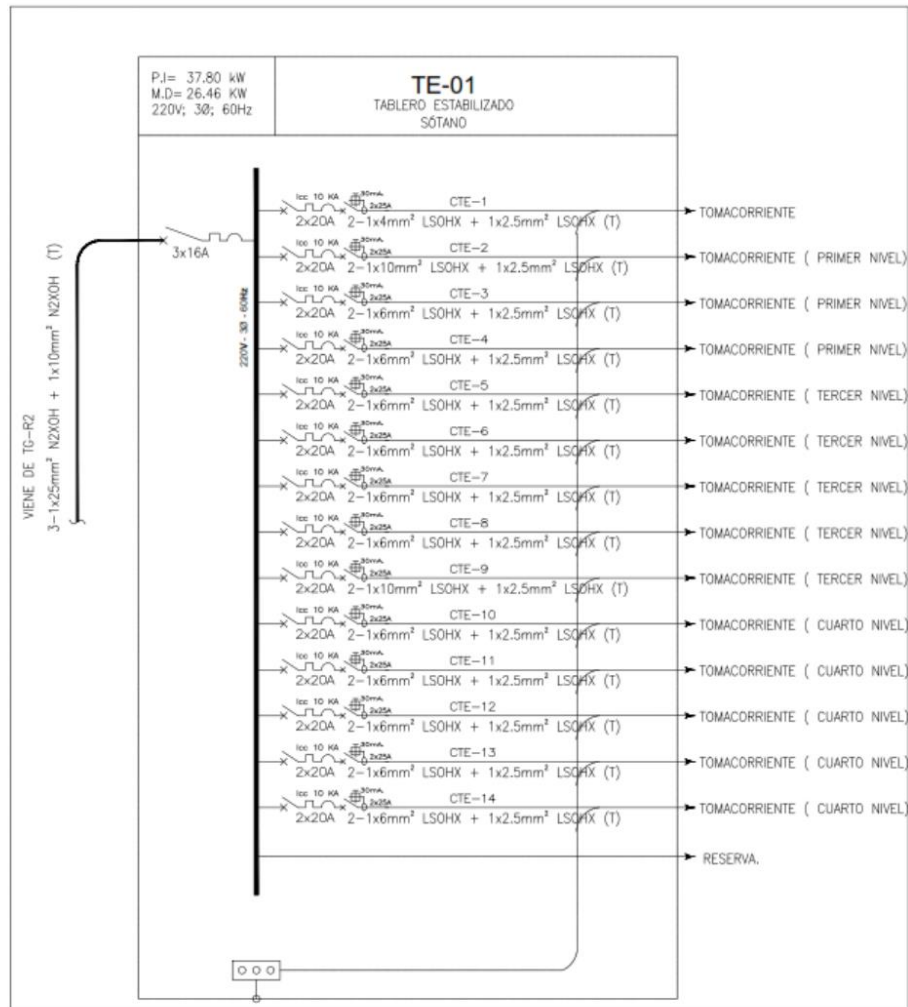 P.I= 37.80 kW
M.D= 26.46 KW
220V; 3Ø; 60Hz
TE-01
TABLERO ESTABILIZADO
SÓTANO
VIENE DE TG-R2
3-1x25mm² N2XOH + 1x10mm² N2XOH (T)
3x16A
220V - 3Ø - 60Hz
Icc 10 KA 30mA. CTE-1
2x20A 2x25A 2-1x4mm² LSOHX + 1x2.5mm² LSOHX (T)
TOMACORRIENTE
Icc 10 KA 30mA. CTE-2
2x20A 2x25A 2-1x10mm² LSOHX + 1x2.5mm² LSOHX (T)
TOMACORRIENTE ( PRIMER NIVEL)
Icc 10 KA 30mA. CTE-3
2x20A 2x25A 2-1x6mm² LSOHX + 1x2.5mm² LSOHX (T)
TOMACORRIENTE ( PRIMER NIVEL)
Icc 10 KA 30mA. CTE-4
2x20A 2x25A 2-1x6mm² LSOHX + 1x2.5mm² LSOHX (T)
TOMACORRIENTE ( PRIMER NIVEL)
Icc 10 KA 30mA. CTE-5
2x20A 2x25A 2-1x6mm² LSOHX + 1x2.5mm² LSOHX (T)
TOMACORRIENTE ( TERCER NIVEL)
Icc 10 KA 30mA. CTE-6
2x20A 2x25A 2-1x6mm² LSOHX + 1x2.5mm² LSOHX (T)
TOMACORRIENTE ( TERCER NIVEL)
Icc 10 KA 30mA. CTE-7
2x20A 2x25A 2-1x6mm² LSOHX + 1x2.5mm² LSOHX (T)
TOMACORRIENTE ( TERCER NIVEL)
Icc 10 KA 30mA. CTE-8
2x20A 2x25A 2-1x6mm² LSOHX + 1x2.5mm² LSOHX (T)
TOMACORRIENTE ( TERCER NIVEL)
Icc 10 KA 30mA. CTE-9
2x20A 2x25A 2-1x10mm² LSOHX + 1x2.5mm² LSOHX (T)
TOMACORRIENTE ( TERCER NIVEL)
Icc 10 KA 30mA. CTE-10
2x20A 2x25A 2-1x6mm² LSOHX + 1x2.5mm² LSOHX (T)
TOMACORRIENTE ( CUARTO NIVEL)
Icc 10 KA 30mA. CTE-11
2x20A 2x25A 2-1x6mm² LSOHX + 1x2.5mm² LSOHX (T)
TOMACORRIENTE ( CUARTO NIVEL)
Icc 10 KA 30mA. CTE-12
2x20A 2x25A 2-1x6mm² LSOHX + 1x2.5mm² LSOHX (T)
TOMACORRIENTE ( CUARTO NIVEL)
Icc 10 KA 30mA. CTE-13
2x20A 2x25A 2-1x6mm² LSOHX + 1x2.5mm² LSOHX (T)
TOMACORRIENTE ( CUARTO NIVEL)
Icc 10 KA 30mA. CTE-14
2x20A 2x25A 2-1x6mm² LSOHX + 1x2.5mm² LSOHX (T)
TOMACORRIENTE ( CUARTO NIVEL)
RESERVA.